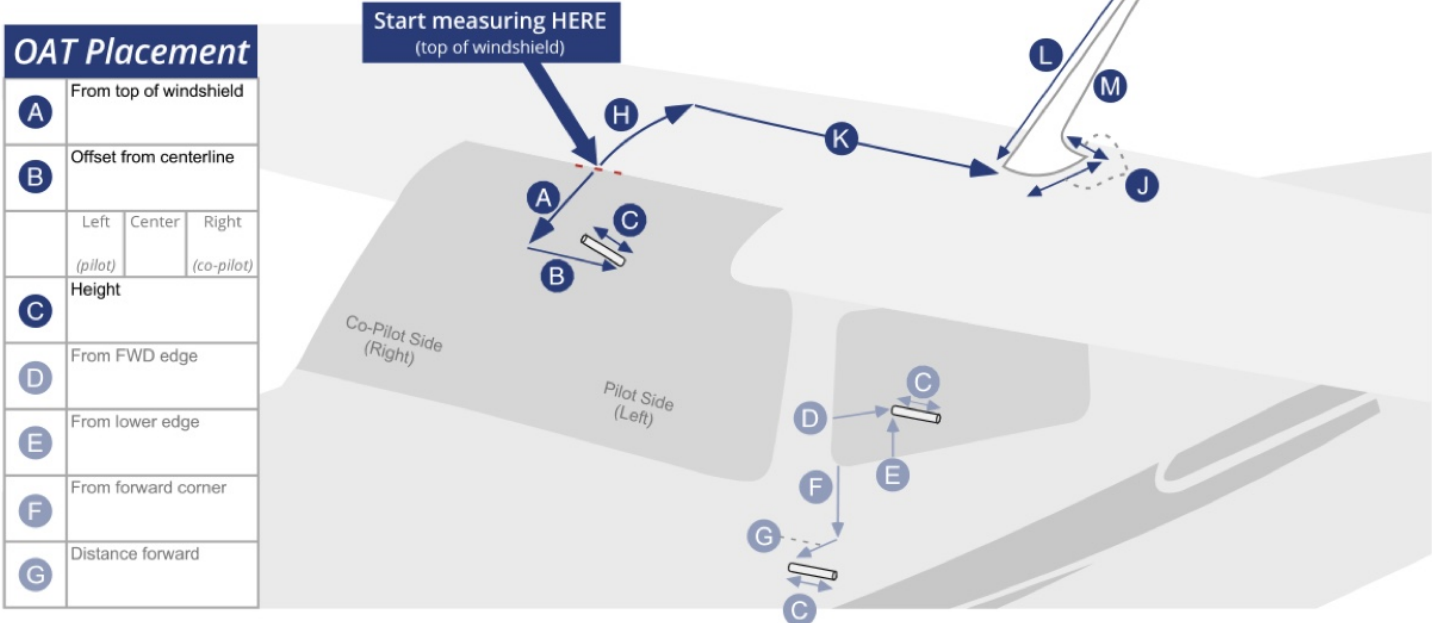 OAT Placement
A
From top of windshield
B
Offset from centerline
Left
(pilot)
Center
Right
(co-pilot)
C
Height
D
From FWD edge
E
From lower edge
F
From forward corner
G
Distance forward
Start measuring HERE
(top of windshield)
H
K
L
M
J
A
C
B
Co-Pilot Side
(Right)
Pilot Side
(Left)
C
D
E
F
G
C